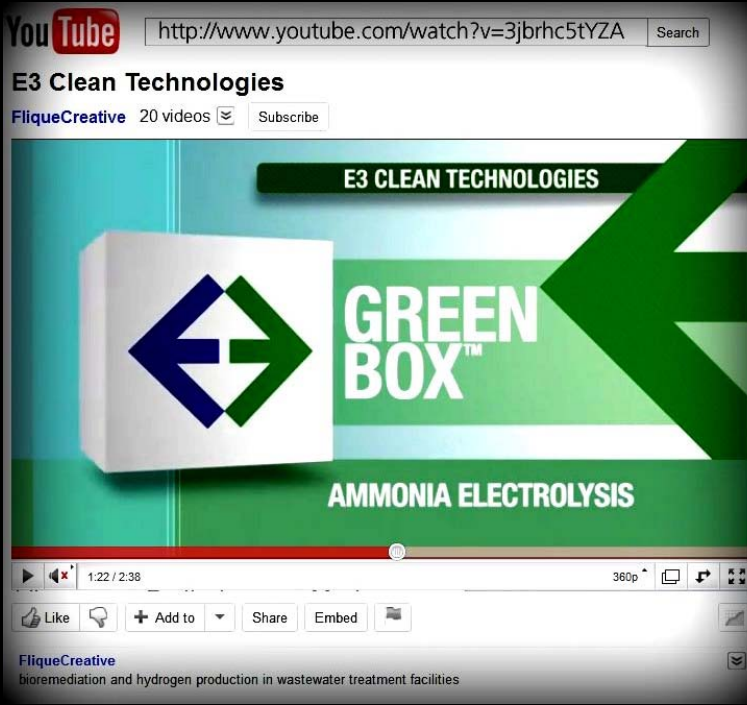 You Tube http://www.youtube.com/watch?v=3jbrhc5tYZA Search
E3 Clean Technologies
FliqueCreative 20 videos Subscribe
E3 CLEAN TECHNOLOGIES
GREEN
BOX™
AMMONIA ELECTROLYSIS
1:22 / 2:38 360p
Like Add to Share Embed
FliqueCreative
bioremediation and hydrogen production in wastewater treatment facilities